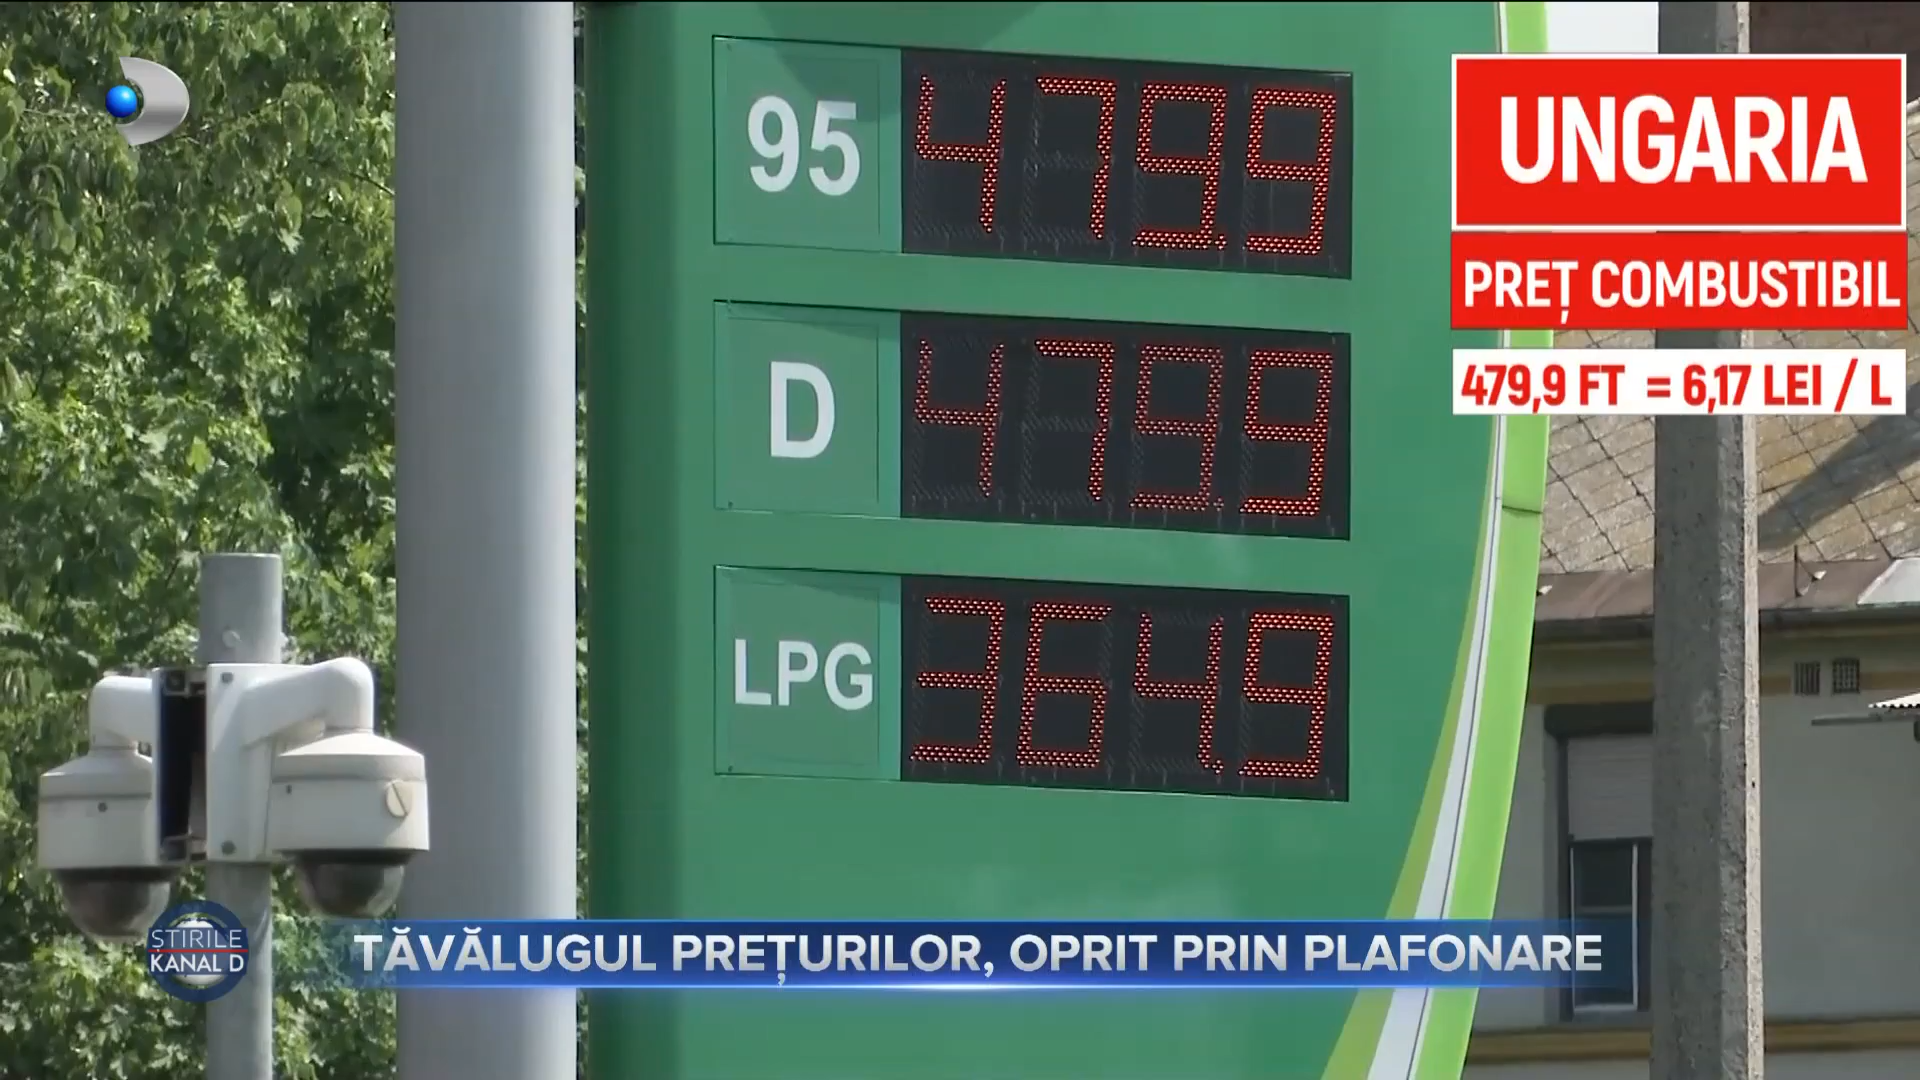 95 479.9
D 479.9
LPG 364.9
UNGARIA
PREȚ COMBUSTIBIL
479,9 FT = 6,17 LEI / L
ȘTIRILE
KANAL D
TĂVĂLUGUL PREȚURILOR, OPRIT PRIN PLAFONARE